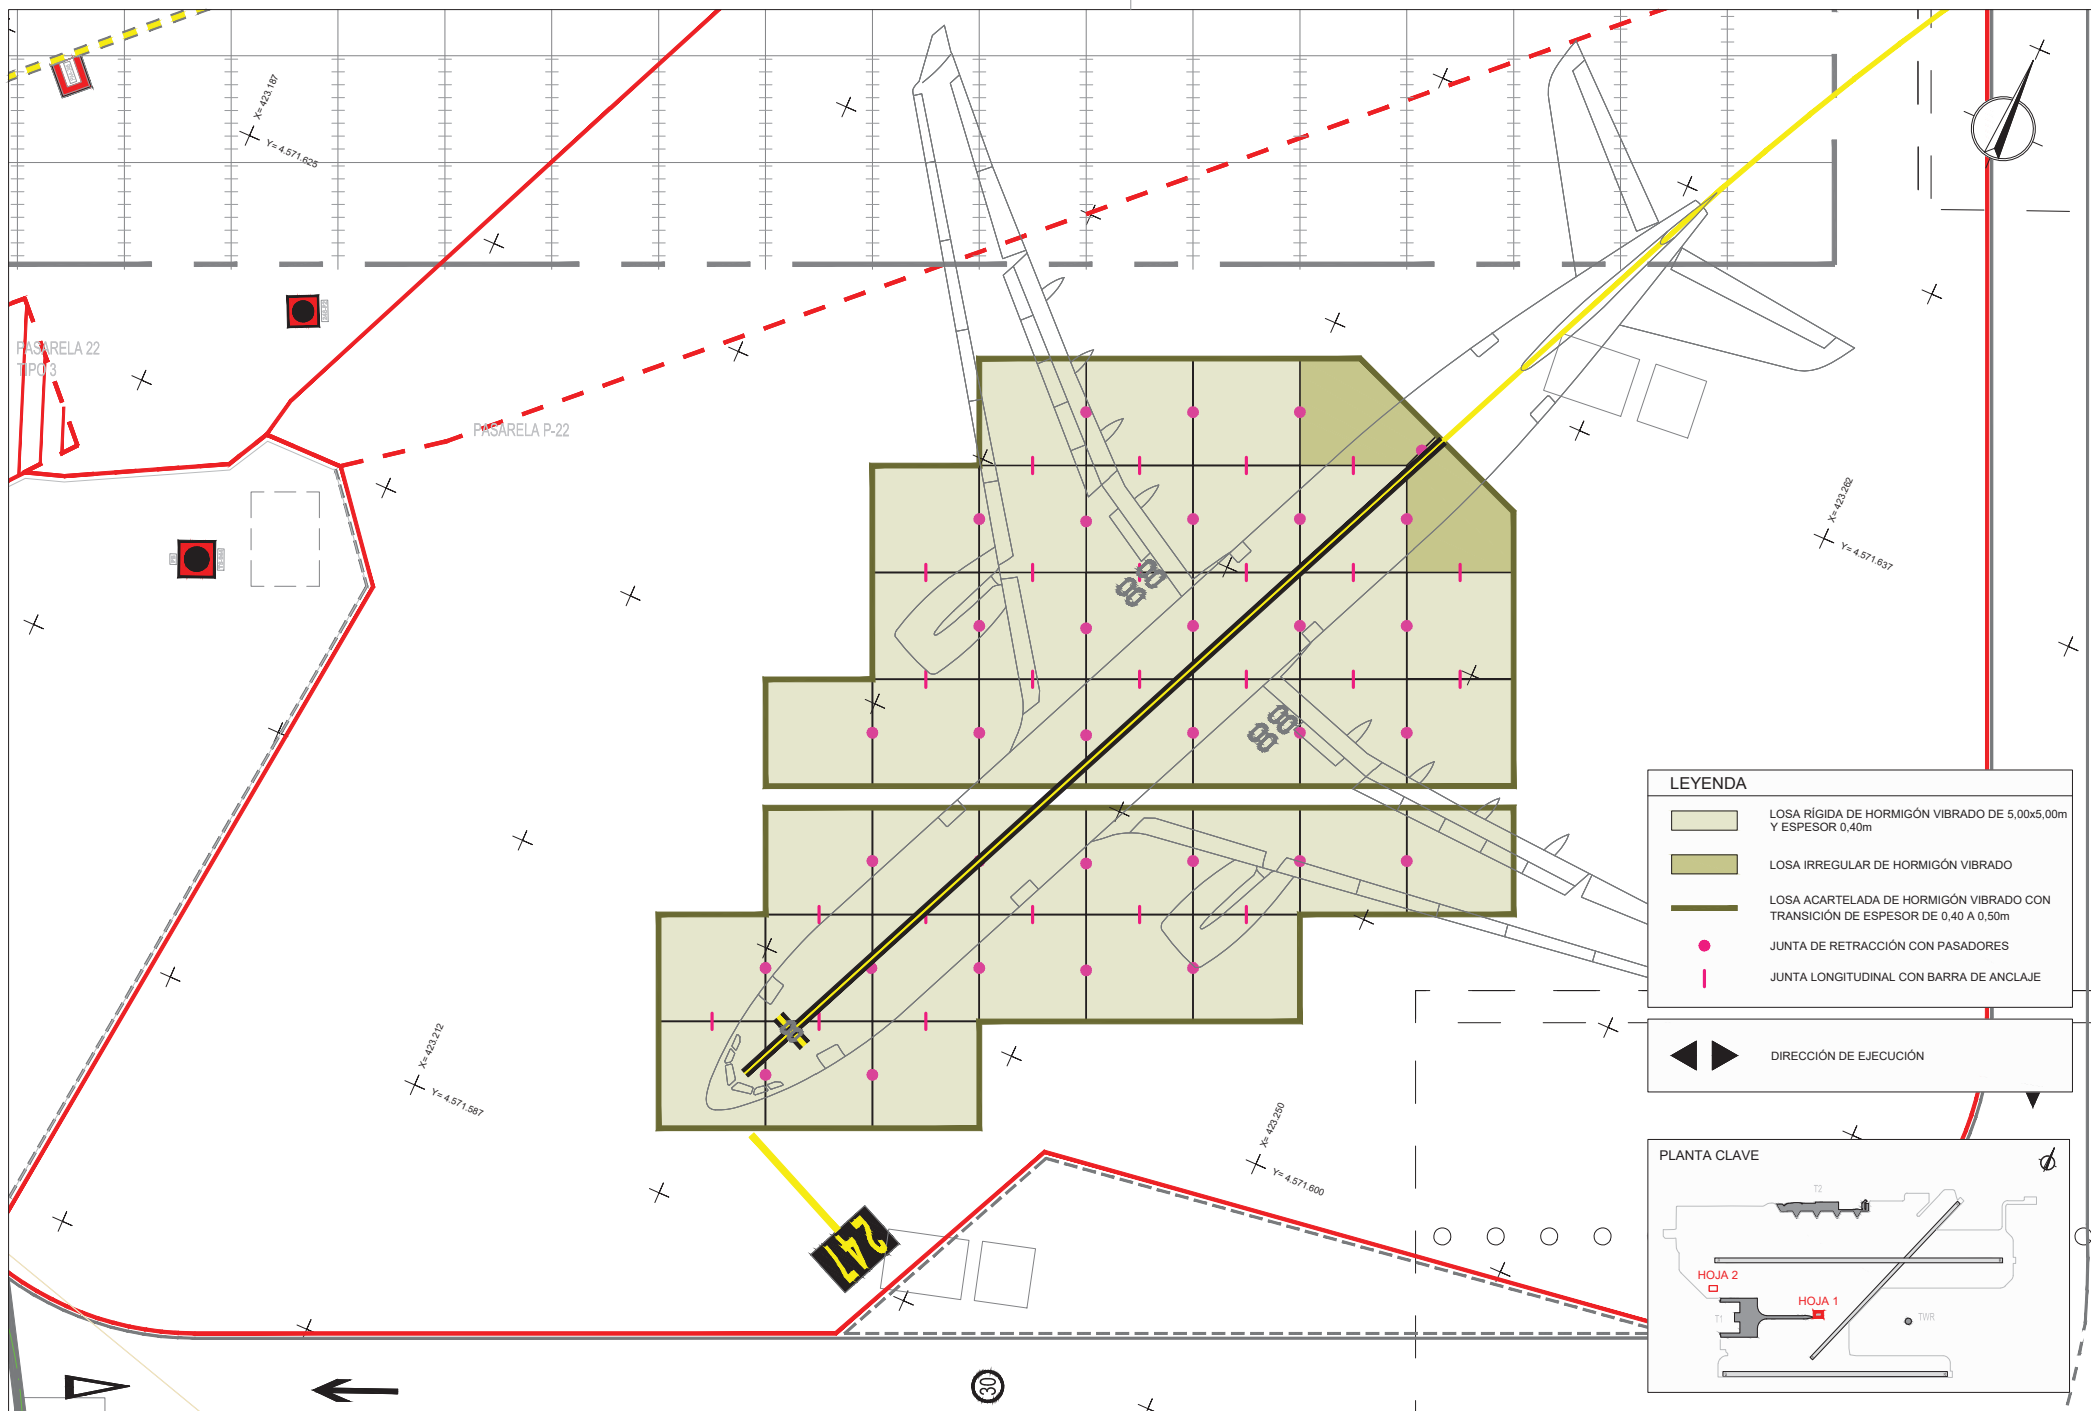 X= 423.187
Y= 4.571.625
PASARELA 22
TIPO 3
PASARELA P-22
X= 423.262
Y= 4.571.637
LEYENDA
LOSA RÍGIDA DE HORMIGÓN VIBRADO DE 5,00x5,00m
Y ESPESOR 0,40m
LOSA IRREGULAR DE HORMIGÓN VIBRADO
LOSA ACARTELADA DE HORMIGÓN VIBRADO CON
TRANSICIÓN DE ESPESOR DE 0,40 A 0,50m
JUNTA DE RETRACCIÓN CON PASADORES
JUNTA LONGITUDINAL CON BARRA DE ANCLAJE
DIRECCIÓN DE EJECUCIÓN
X= 423.212
Y= 4.571.587
X= 423.250
Y= 4.571.600
247
30
PLANTA CLAVE
T2
HOJA 2
HOJA 1
T1
TWR